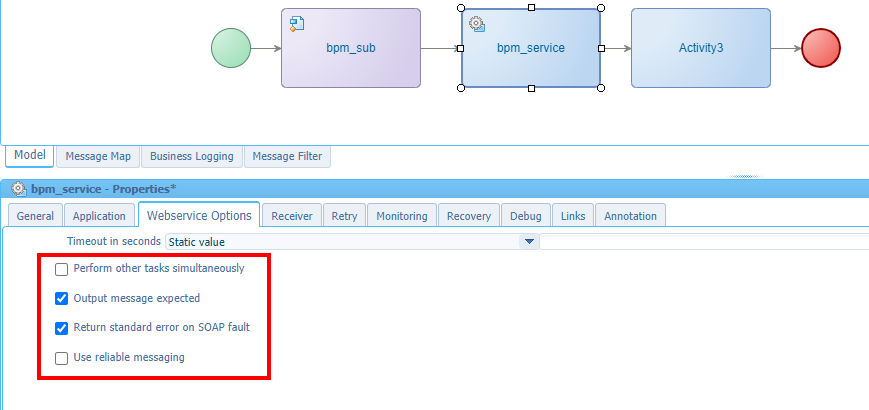 bpm_sub
bpm_service
Activity3
Model
Message Map
Business Logging
Message Filter
bpm_service - Properties*
General
Application
Webservice Options
Receiver
Retry
Monitoring
Recovery
Debug
Links
Annotation
Timeout in seconds
Static value
Perform other tasks simultaneously
Output message expected
Return standard error on SOAP fault
Use reliable messaging